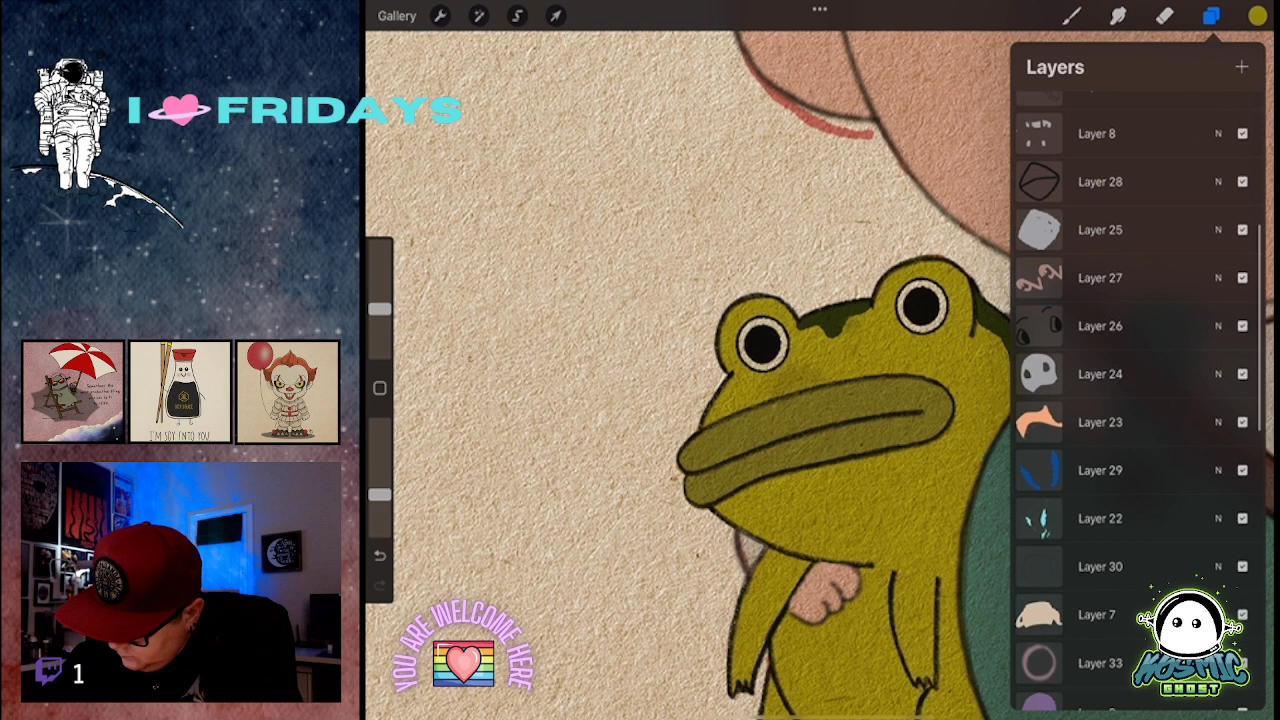 I FRIDAYS
Gallery
Layers
Layer 8 N
Layer 28 N
Layer 25 N
Layer 27 N
Layer 26 N
Layer 24 N
Layer 23 N
Layer 29 N
Layer 22 N
Layer 30 N
Layer 7
Layer 33
I'M SOY INTO YOU
YOU ARE WELCOME HERE
1
KOSMIC
GHOST